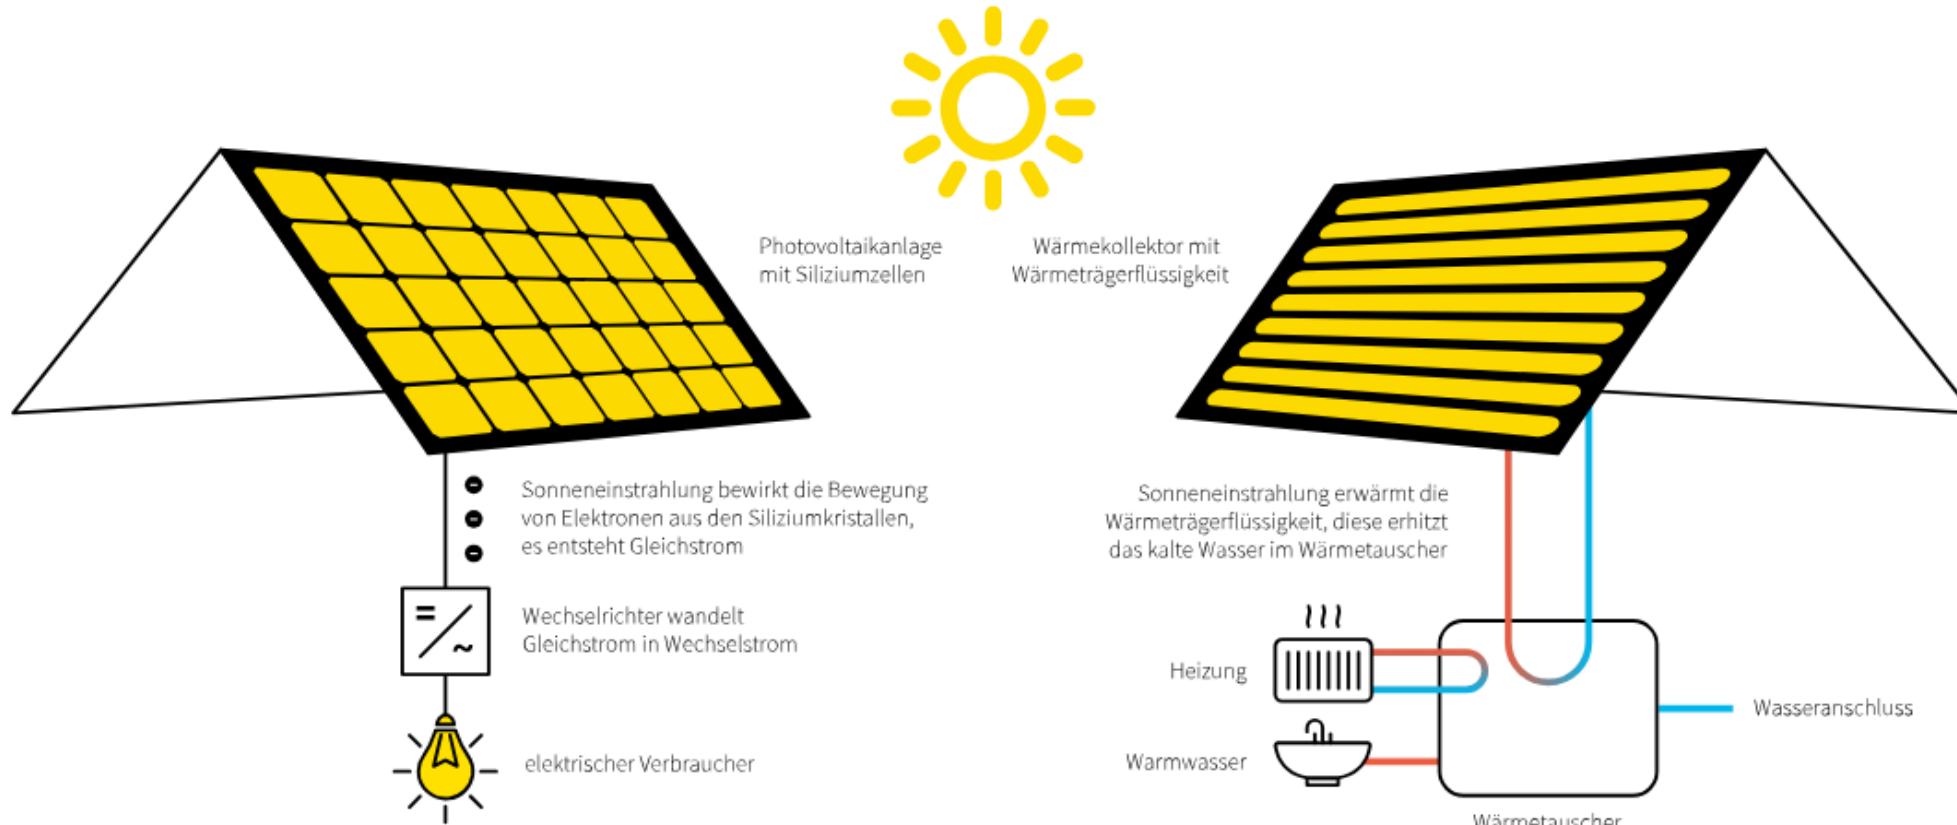 Photovoltaikanlage
mit Siliziumzellen
Wärmekollektor mit
Wärmeträgerflüssigkeit
Sonneneinstrahlung bewirkt die Bewegung
von Elektronen aus den Siliziumkristallen,
es entsteht Gleichstrom
Wechselrichter wandelt
Gleichstrom in Wechselstrom
elektrischer Verbraucher
Sonneneinstrahlung erwärmt die
Wärmeträgerflüssigkeit, diese erhitzt
das kalte Wasser im Wärmetauscher
Heizung
Warmwasser
Wasseranschluss
Wärmetauscher